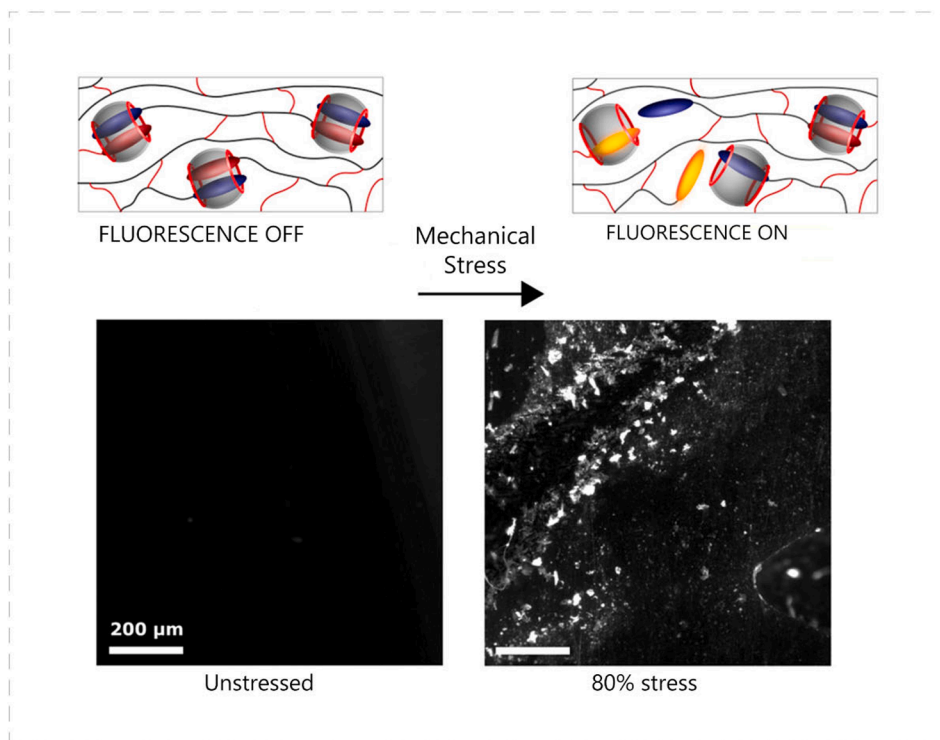 FLUORESCENCE OFF
Mechanical
Stress
FLUORESCENCE ON
200 µm
Unstressed
80% stress